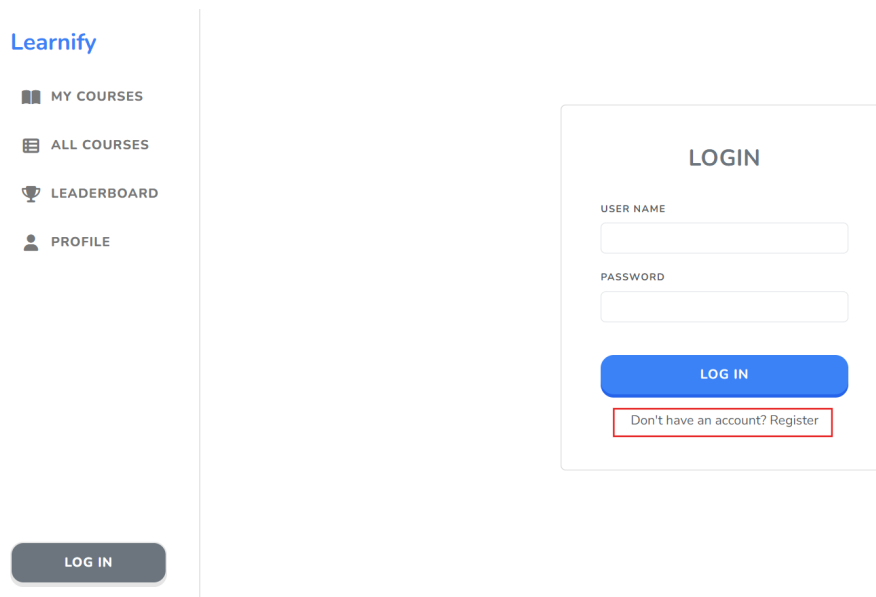 Learnify
MY COURSES
ALL COURSES
LEADERBOARD
PROFILE
LOG IN
LOGIN
USER NAME
PASSWORD
LOG IN
Don't have an account? Register